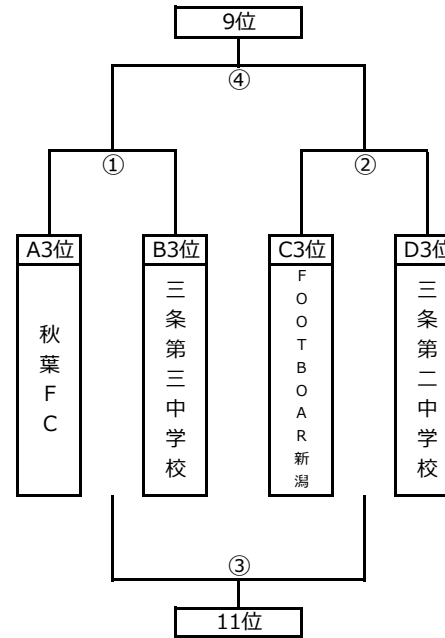 9位
④
① ②
A3位 B3位 C3位 D3位
秋葉FC
三条第三中学校
FOOTBOAR新潟
三条第二中学校
③
11位